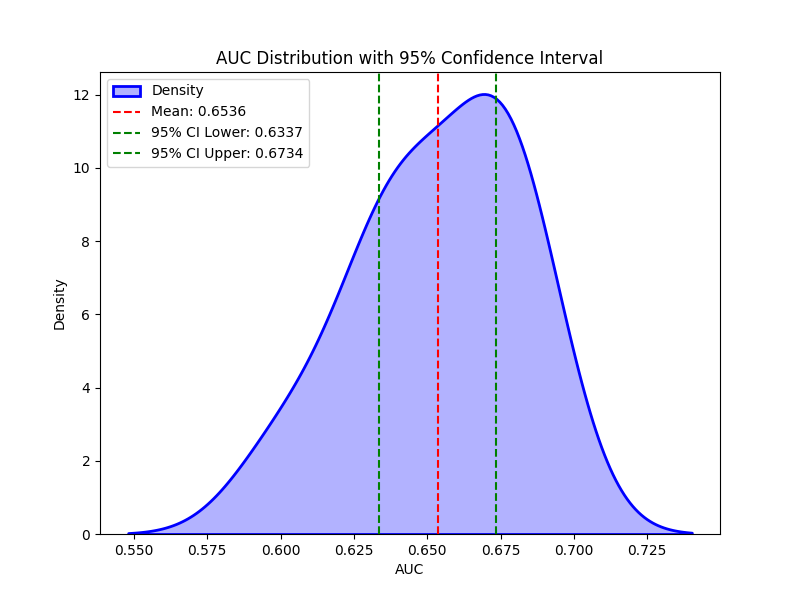 AUC Distribution with 95% Confidence Interval
Density
Mean: 0.6536
95% CI Lower: 0.6337
95% CI Upper: 0.6734
12
10
8
6
4
2
0
Density
0.550 0.575 0.600 0.625 0.650 0.675 0.700 0.725
AUC